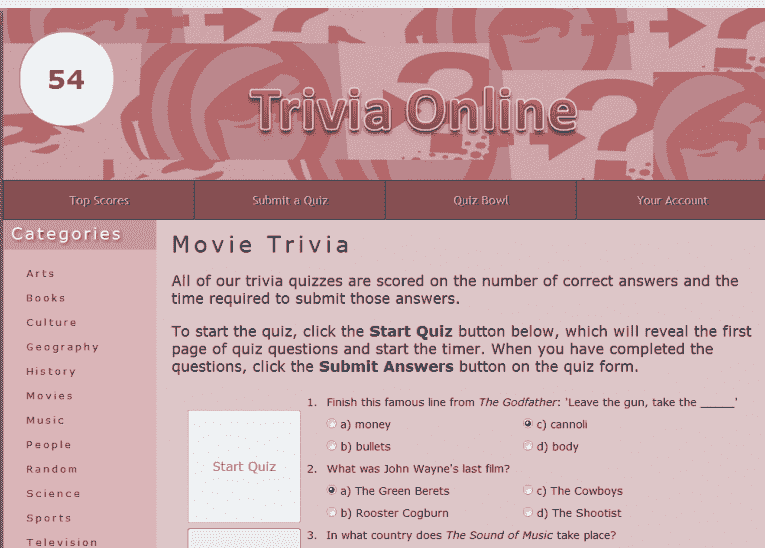 54
Trivia Online
Top Scores
Submit a Quiz
Quiz Bowl
Your Account
Categories
Arts
Books
Culture
Geography
History
Movies
Music
People
Random
Science
Sports
Television
Movie Trivia
All of our trivia quizzes are scored on the number of correct answers and the
time required to submit those answers.
To start the quiz, click the Start Quiz button below, which will reveal the first
page of quiz questions and start the timer. When you have completed the
questions, click the Submit Answers button on the quiz form.
Start Quiz
1. Finish this famous line from The Godfather: 'Leave the gun, take the _____'
a) money
c) cannoli
b) bullets
d) body
2. What was John Wayne's last film?
a) The Green Berets
c) The Cowboys
b) Rooster Cogburn
d) The Shootist
3. In what country does The Sound of Music take place?